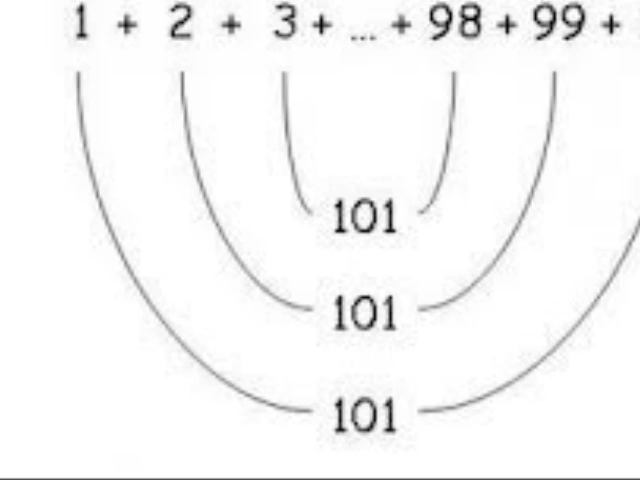 1 + 2 + 3 + ... + 98 + 99 +
101
101
101